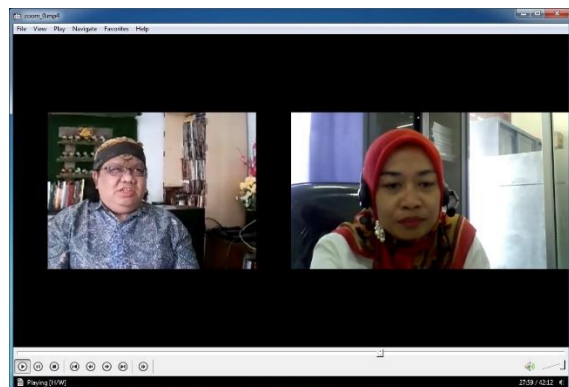 zoom_0.mp4
File View Play Navigate Favorites Help
Playing [H/W]
27:59 / 42:12